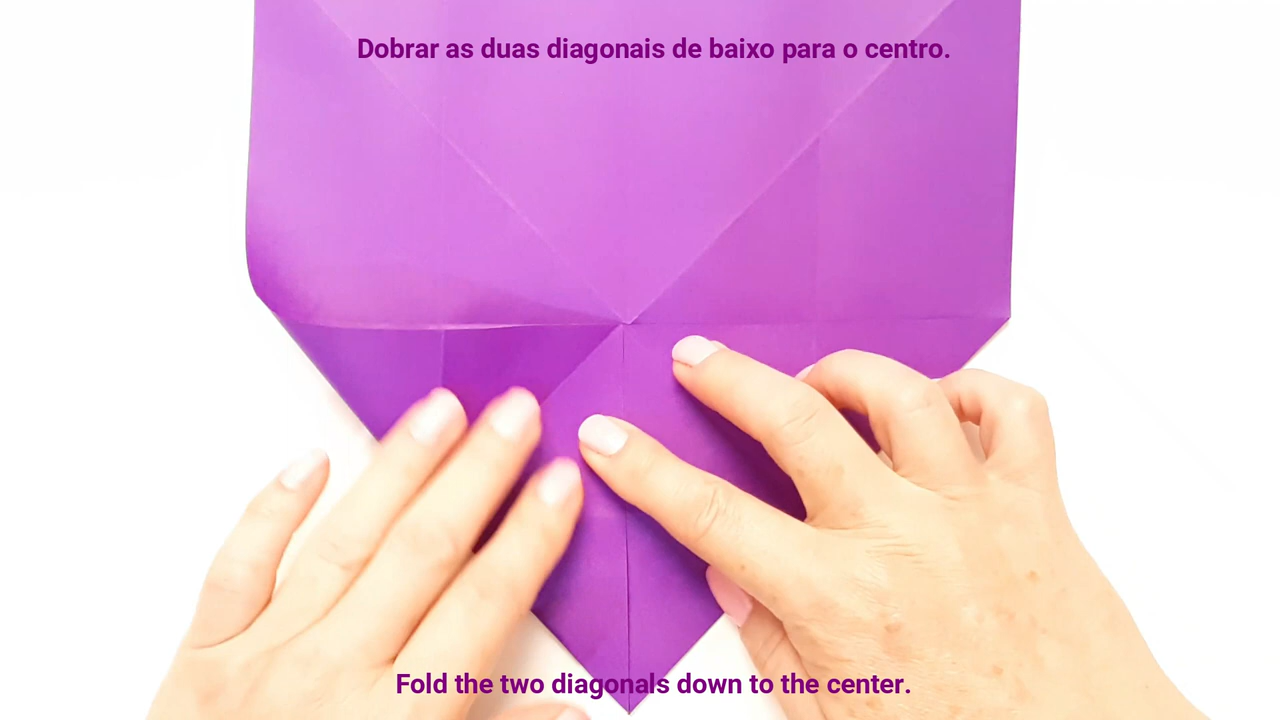 Dobrar as duas diagonais de baixo para o centro.
Fold the two diagonals down to the center.